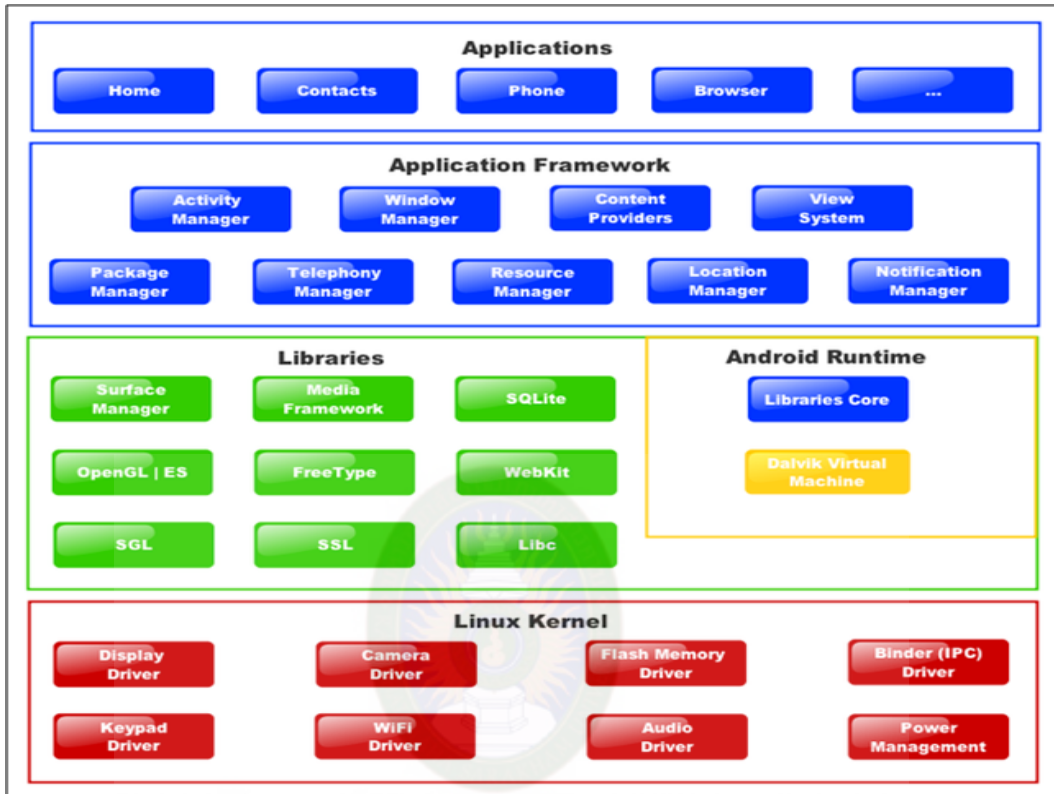 Applications
Home
Contacts
Phone
Browser
...
Application Framework
Activity
Manager
Window
Manager
Content
Providers
View
System
Package
Manager
Telephony
Manager
Resource
Manager
Location
Manager
Notification
Manager
Libraries
Surface
Manager
Media
Framework
SQLite
OpenGL | ES
FreeType
WebKit
SGL
SSL
Libc
Android Runtime
Libraries Core
Dalvik Virtual
Machine
Linux Kernel
Display
Driver
Camera
Driver
Flash Memory
Driver
Binder (IPC)
Driver
Keypad
Driver
WiFi
Driver
Audio
Driver
Power
Management